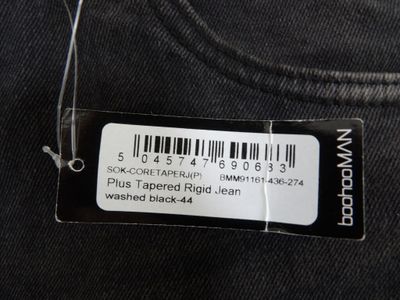 5 045747 690683
SOK-CORETAPERJ(P) BMM91161-436-274
Plus Tapered Rigid Jean
washed black-44
boohooMAN